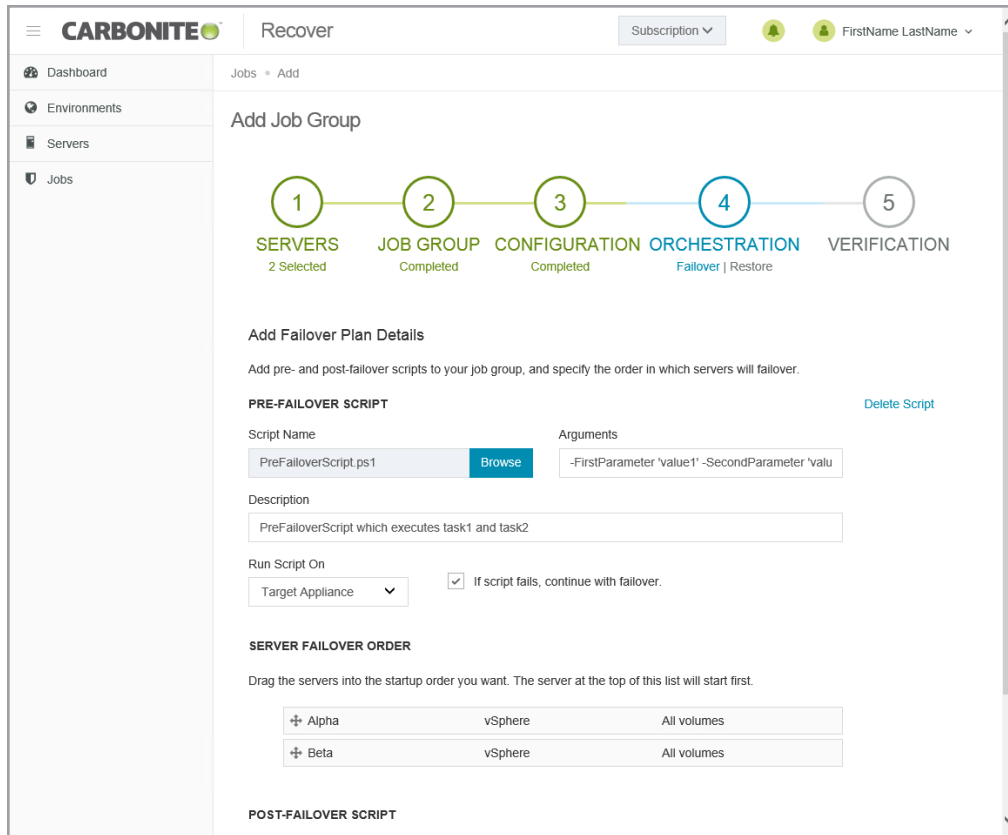 CARBONITE
Recover
Subscription
FirstName LastName
Dashboard
Environments
Servers
Jobs
Jobs • Add
Add Job Group
1
2
3
4
5
SERVERS
JOB GROUP
CONFIGURATION
ORCHESTRATION
VERIFICATION
2 Selected
Completed
Completed
Failover | Restore
Add Failover Plan Details
Add pre- and post-failover scripts to your job group, and specify the order in which servers will failover.
PRE-FAILOVER SCRIPT
Delete Script
Script Name
Arguments
PreFailoverScript.ps1
Browse
-FirstParameter 'value1' -SecondParameter 'valu
Description
PreFailoverScript which executes task1 and task2
Run Script On
Target Appliance
If script fails, continue with failover.
SERVER FAILOVER ORDER
Drag the servers into the startup order you want. The server at the top of this list will start first.
Alpha vSphere All volumes
Beta vSphere All volumes
POST-FAILOVER SCRIPT